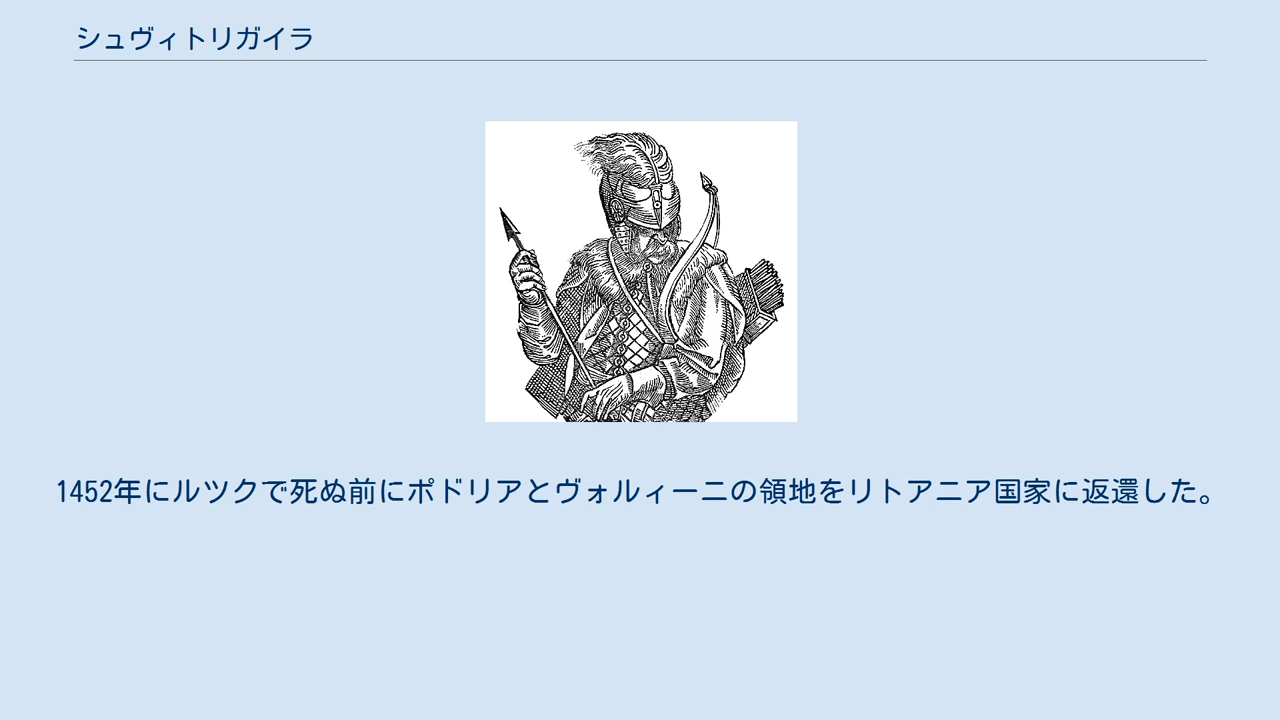 シュヴィトリガイラ
1452年にルツクで死ぬ前にポドリアとヴォルィーニの領地をリトアニア国家に返還した。